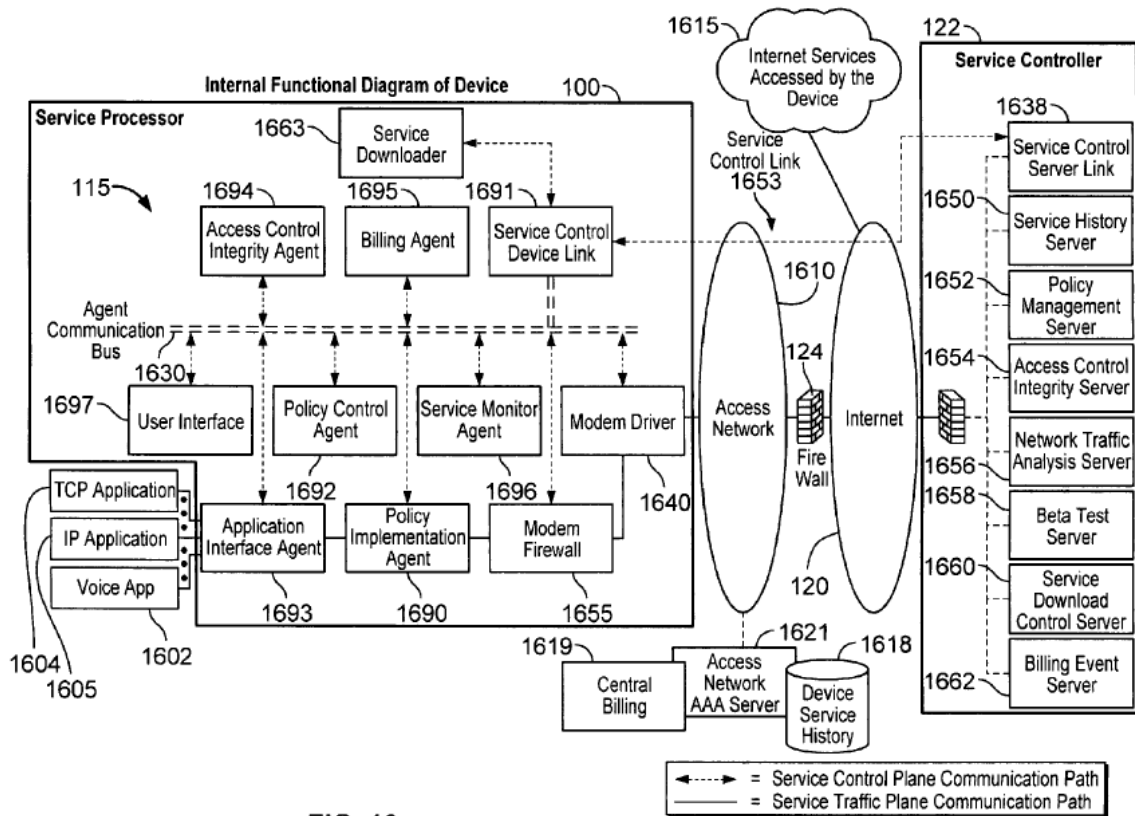 Internal Functional Diagram of Device
100
Service Processor
1663
Service
Downloader
115
1694
Access Control
Integrity Agent
1695
Billing Agent
1691
Service Control
Device Link
Agent
Communication
Bus
1630
1697
User Interface
Policy Control
Agent
1692
Service Monitor
Agent
1696
Modem Driver
1640
TCP Application
IP Application
Voice App
1604
1605
1602
Application
Interface Agent
1693
Policy
Implementation
Agent
1690
Modem
Firewall
1655
1615
Internet Services
Accessed by the
Device
Service
Control Link
1653
1610
Access
Network
124
Fire
Wall
Internet
120
1619
Central
Billing
1621
Access
Network
AAA Server
1618
Device
Service
History
122
Service Controller
1638
Service Control
Server Link
1650
Service History
Server
1652
Policy
Management
Server
1654
Access Control
Integrity Server
1656
Network Traffic
Analysis Server
1658
Beta Test
Server
1660
Service
Download
Control Server
1662
Billing Event
Server
= Service Control Plane Communication Path
= Service Traffic Plane Communication Path